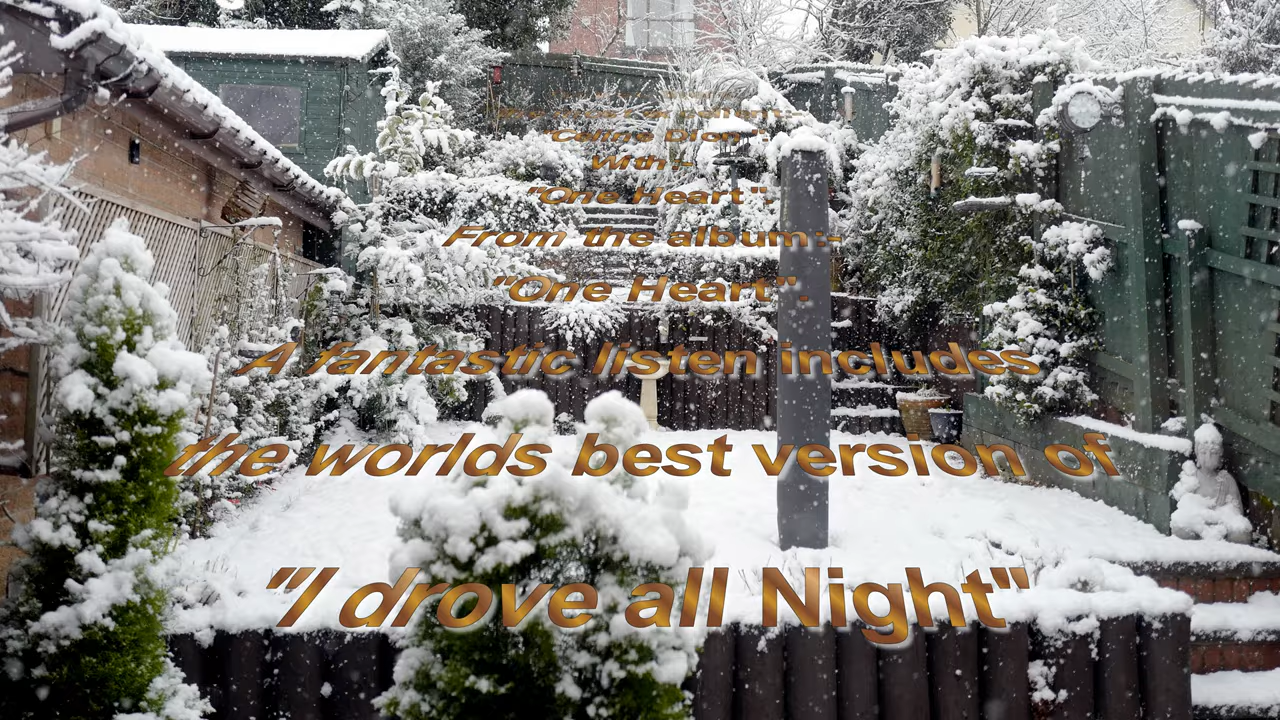 "Celine Dion".
With:-
"One Heart".
From the album:-
"One Heart".
A fantastic listen includes
the worlds best version of
"I drove all Night"